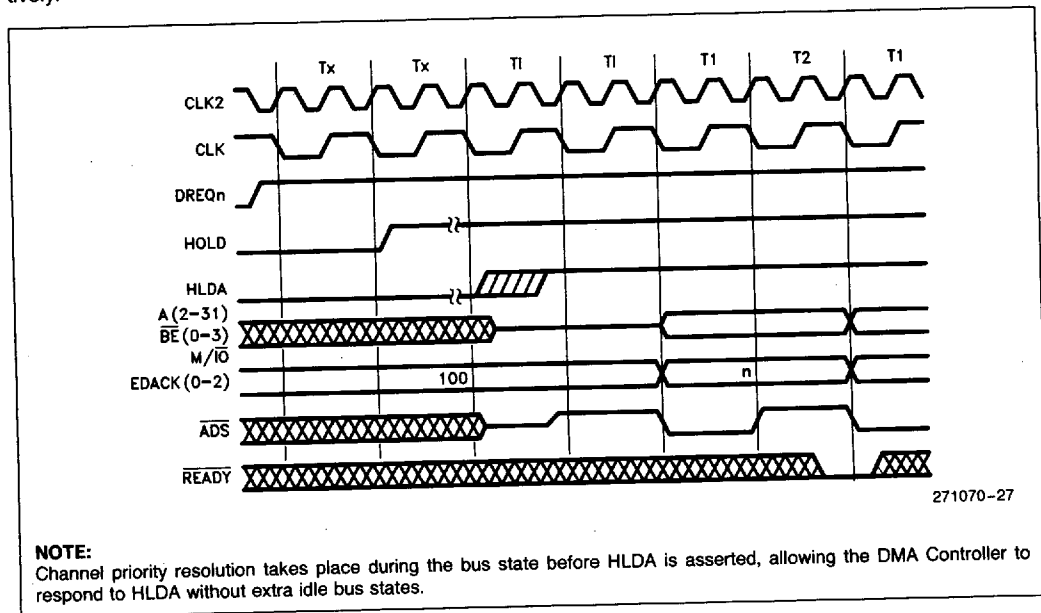 tively.
Tx Tx TI TI T1 T2 T1
CLK2
CLK
DREQn
HOLD
HLDA
A(2-31)
BE(0-3)
M/IO
EDACK(0-2) 100 n
ADS
READY
271070-27
NOTE:
Channel priority resolution takes place during the bus state before HLDA is asserted, allowing the DMA Controller to
respond to HLDA without extra idle bus states.